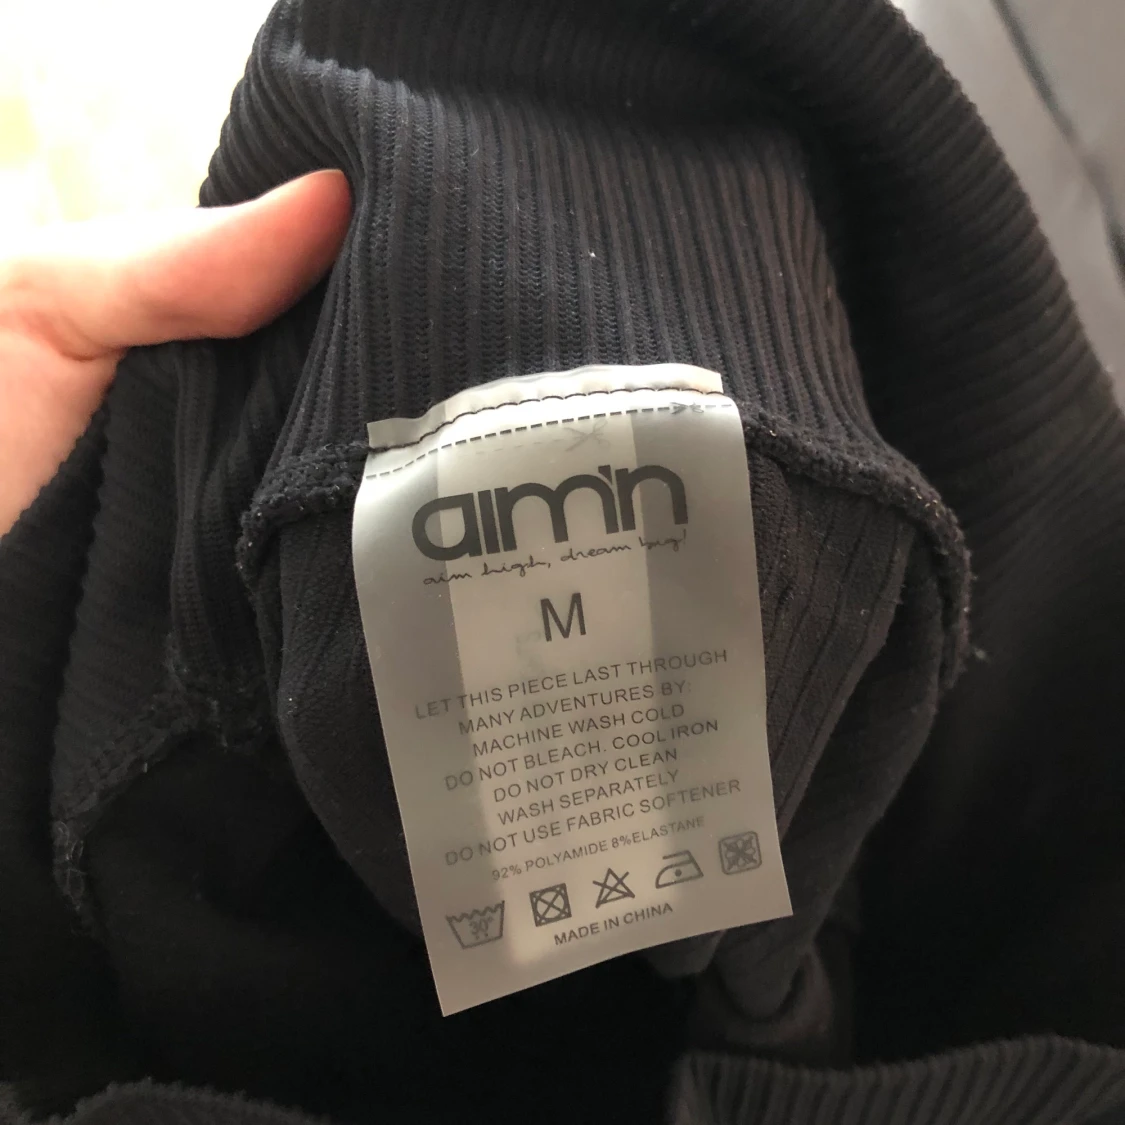 aim'n
aim high, dream big!
M
LET THIS PIECE LAST THROUGH
MANY ADVENTURES BY:
MACHINE WASH COLD
DO NOT BLEACH. COOL IRON
DO NOT DRY CLEAN
WASH SEPARATELY
DO NOT USE FABRIC SOFTENER
92% POLYAMIDE 8%ELASTANE
30°
MADE IN CHINA